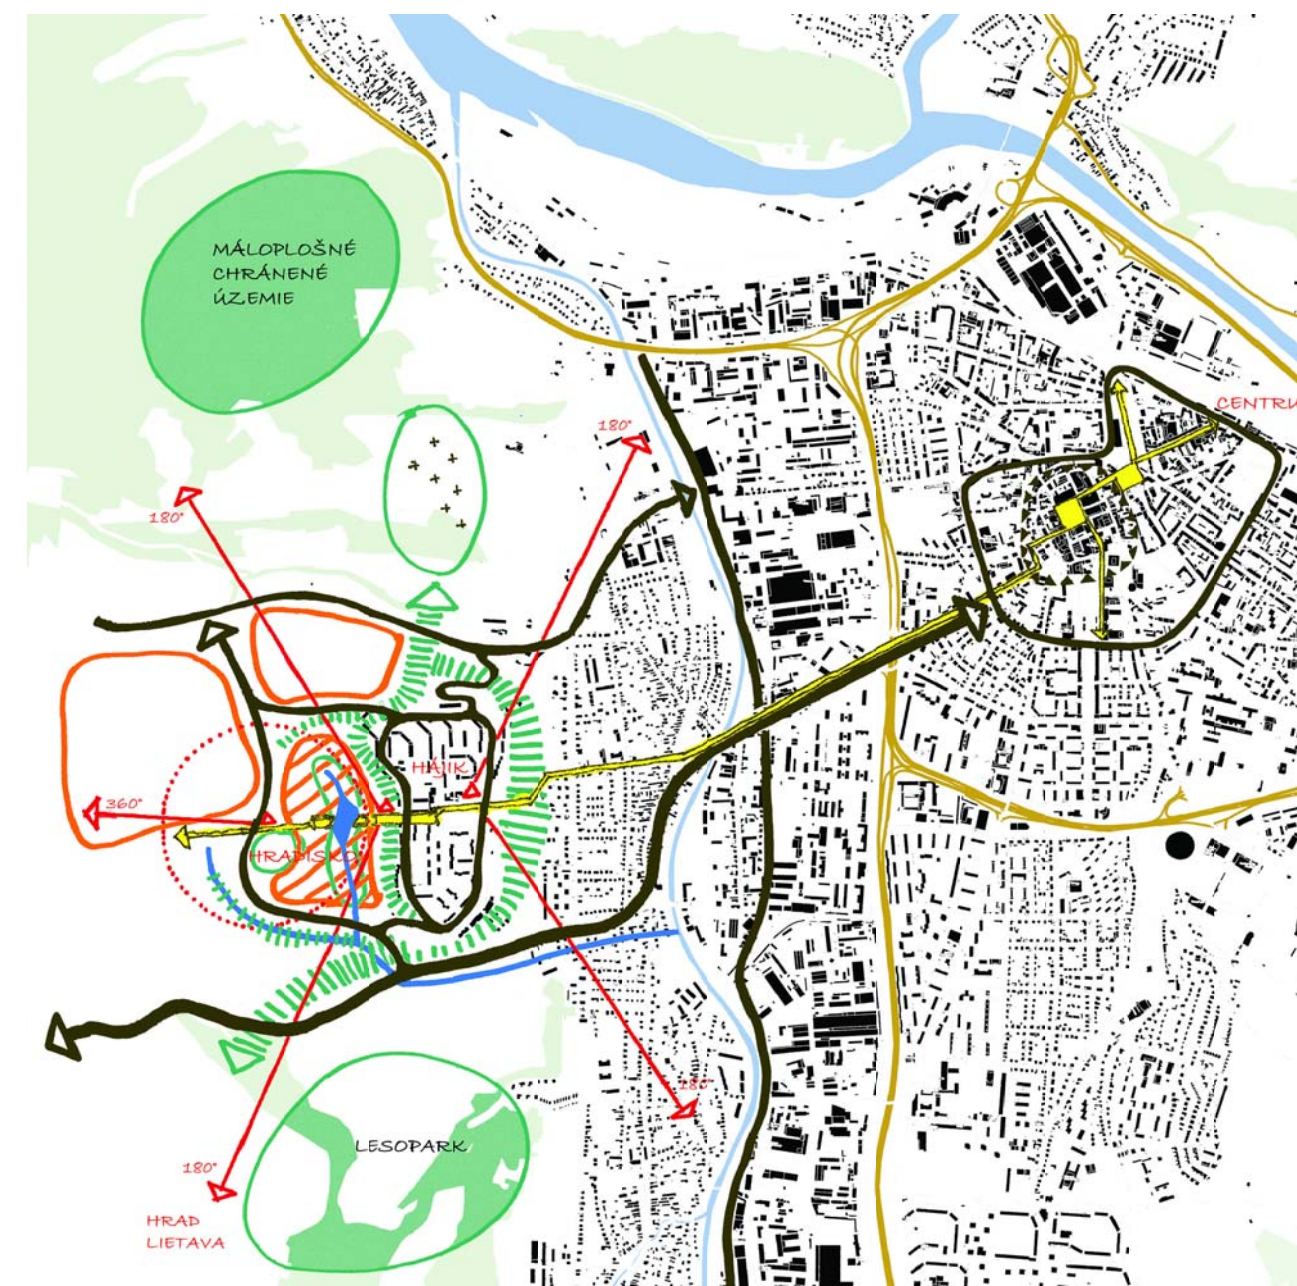 MÁLOPLOŠNÉ
CHRÁNENÉ
ÚZEMIE
CENTRU
180°
180°
HÁJIK
360°
HRADISKO
180°
LESOPARK
180°
HRAD
LIETAVA